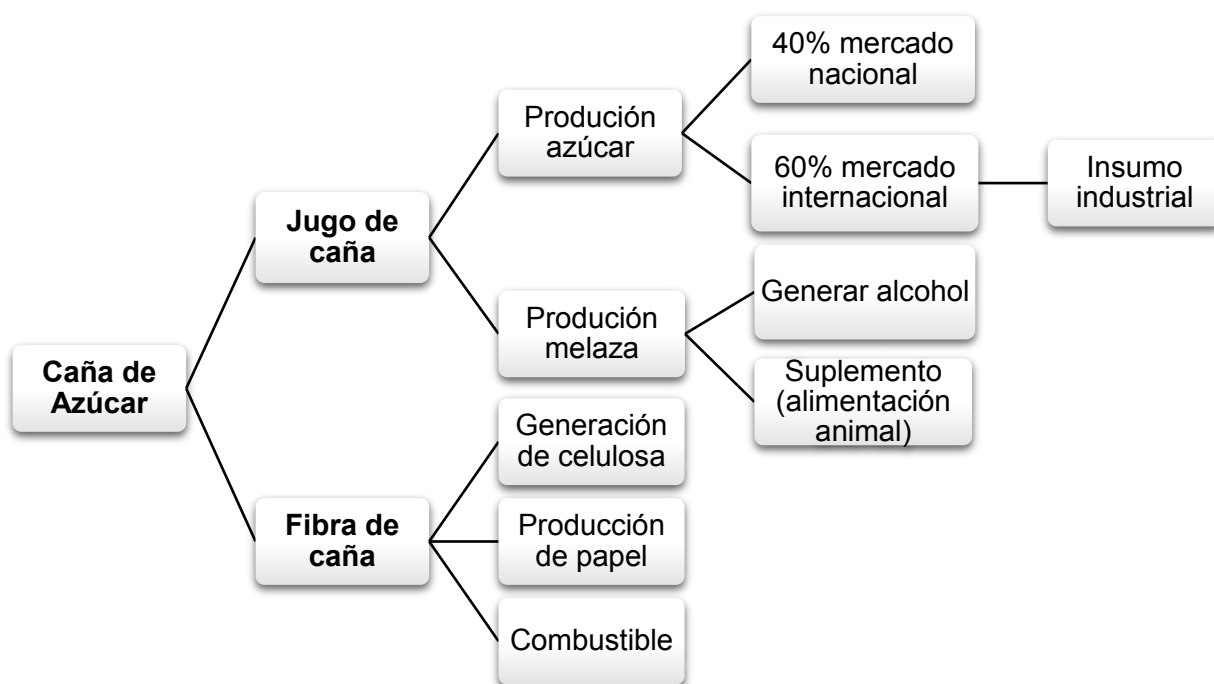 Caña de
Azúcar
Jugo de
caña
Produción
azúcar
40% mercado
nacional
60% mercado
internacional
Insumo
industrial
Produción
melaza
Generar alcohol
Suplemento
(alimentación
animal)
Fibra de
caña
Generación
de celulosa
Producción
de papel
Combustible